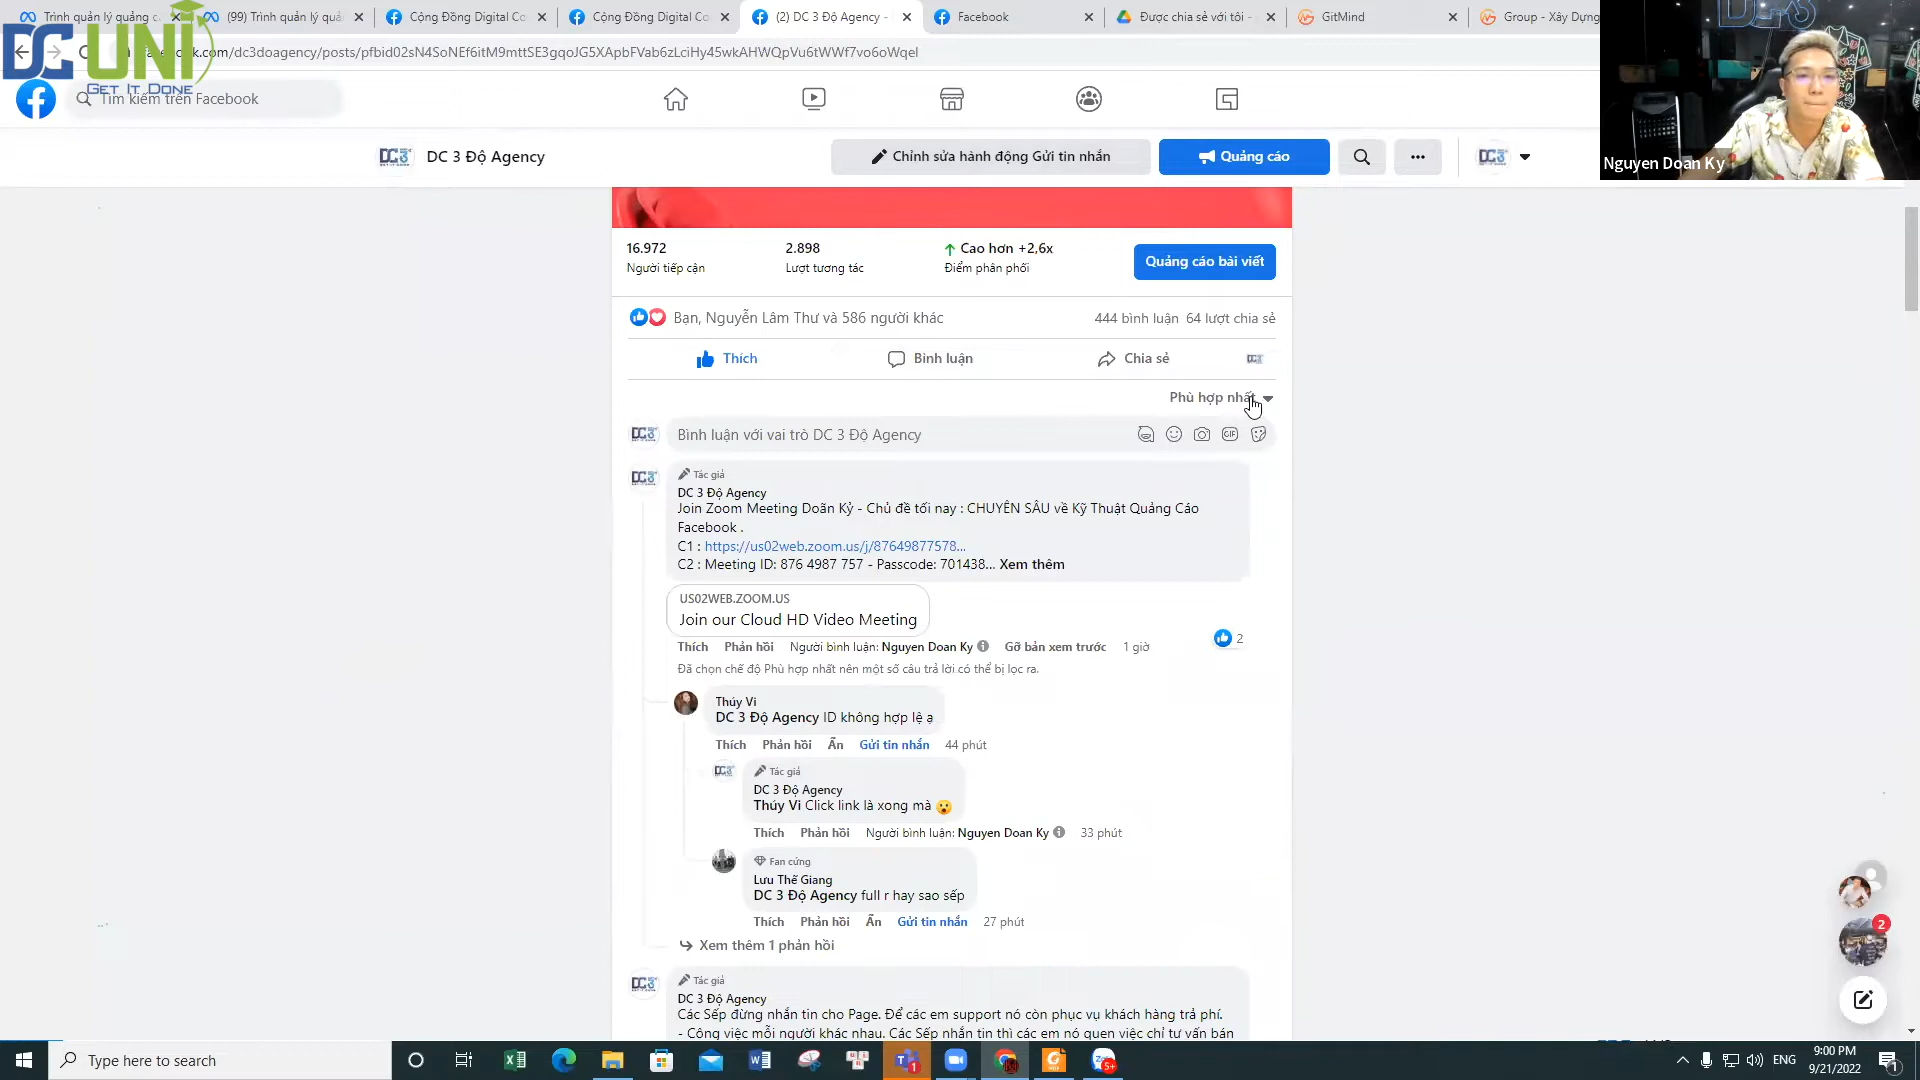 Trình quản lý quảng c
(99) Trình quản lý quả
Cộng Đồng Digital Co
Cộng Đồng Digital Co
(2) DC 3 Độ Agency -
Facebook
Được chia sẻ với tôi -
GitMind
Group - Xây Dựng
.com/dc3doagency/posts/pfbid02sN4SoNEf6itM9mttSE3gqoJG5XApbFVab6zLciHy45wkAHWQpVu6tWWf7vo6oWqel
DC UNI
GET IT DONE
Tìm kiếm trên Facebook
DC 3 Độ Agency
Chỉnh sửa hành động Gửi tin nhắn
Quảng cáo
Nguyen Doan Ky
16.972
Người tiếp cận
2.898
Lượt tương tác
Cao hơn +2,6x
Điểm phân phối
Quảng cáo bài viết
Bạn, Nguyễn Lâm Thư và 586 người khác
444 bình luận 64 lượt chia sẻ
Thích
Bình luận
Chia sẻ
Phù hợp nhất
Bình luận với vai trò DC 3 Độ Agency
GIF
Tác giả
DC 3 Độ Agency
Join Zoom Meeting Doãn Kỷ - Chủ đề tối nay : CHUYÊN SÂU về Kỹ Thuật Quảng Cáo
Facebook .
C1 : https://us02web.zoom.us/j/87649877578...
C2 : Meeting ID: 876 4987 757 - Passcode: 701438... Xem thêm
US02WEB.ZOOM.US
Join our Cloud HD Video Meeting
2
Thích Phản hồi Người bình luận: Nguyen Doan Ky Gỡ bản xem trước 1 giờ
Đã chọn chế độ Phù hợp nhất nên một số câu trả lời có thể bị lọc ra.
Thúy Vi
DC 3 Độ Agency ID không hợp lệ ạ
Thích Phản hồi Ẩn Gửi tin nhắn 44 phút
Tác giả
DC 3 Độ Agency
Thúy Vi Click link là xong mà 😮
Thích Phản hồi Người bình luận: Nguyen Doan Ky 33 phút
Fan cứng
Lưu Thế Giang
DC 3 Độ Agency full r hay sao sếp
Thích Phản hồi Ẩn Gửi tin nhắn 27 phút
Xem thêm 1 phản hồi
Tác giả
DC 3 Độ Agency
Các Sếp đừng nhắn tin cho Page. Để các em support nó còn phục vụ khách hàng trả phí.
- Công việc mỗi người khác nhau. Các Sếp nhắn tin thì các em nó quen việc chỉ tư vấn bán
2
Type here to search
1
5+
ENG
9:00 PM
9/21/2022
1